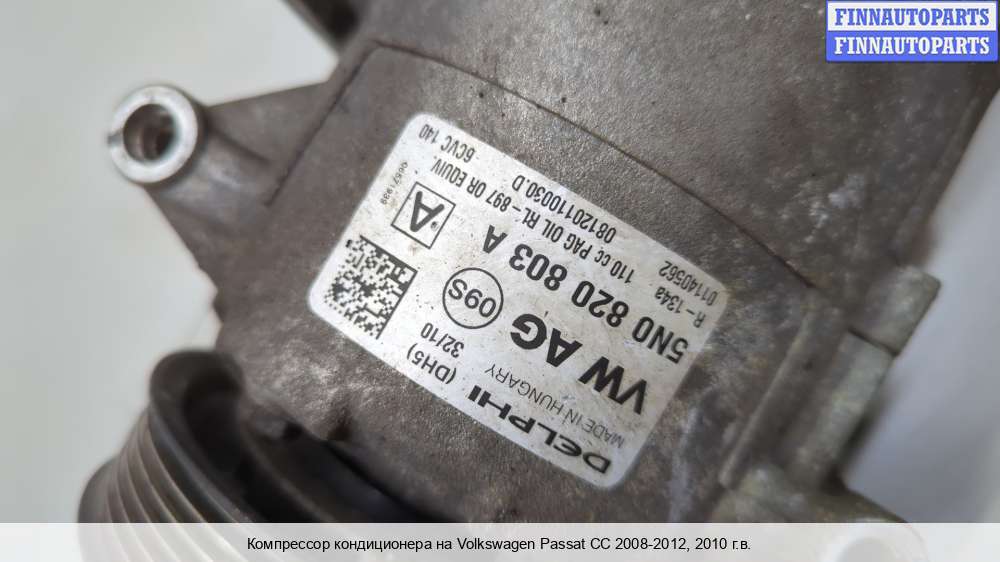 FINNAUTOPARTS
FINNAUTOPARTS
DELPHI (DH5)
MADE IN HUNGARY 32/10
VW AG 09S
5N0 820 803 A
R-134a 110 cc PAG OIL RL-897 OR EQUIV.
01140562 08120110030.D 6CVC 140
A
00571939
Компрессор кондиционера на Volkswagen Passat CC 2008-2012, 2010 г.в.